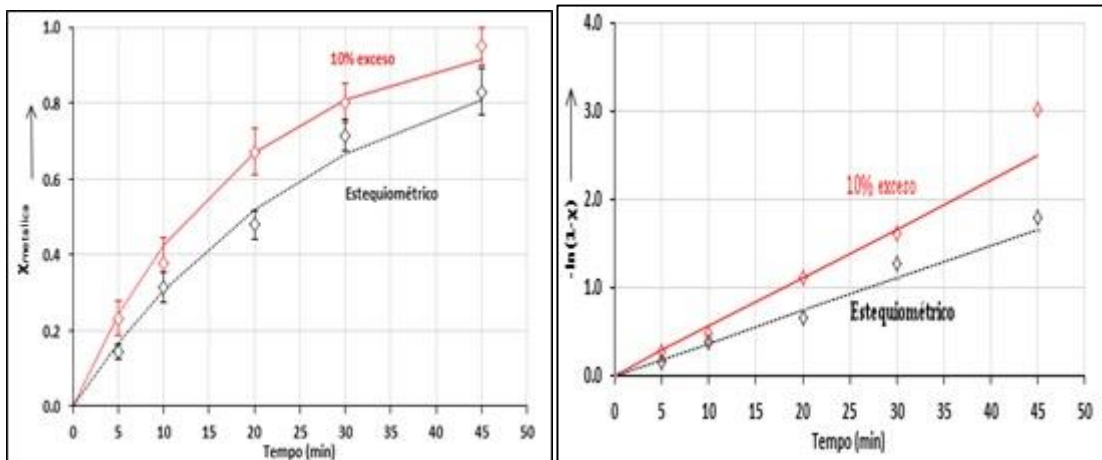 1.0
0.8
0.6
0.4
0.2
0.0
Xmetalica
10% exceso
Estequiométrico
0 5 10 15 20 25 30 35 40 45 50
Tempo (min)
4.0
3.0
2.0
1.0
0.0
-ln(1-X)
10% exceso
Estequiométrico
0 5 10 15 20 25 30 35 40 45 50
Tempo (min)